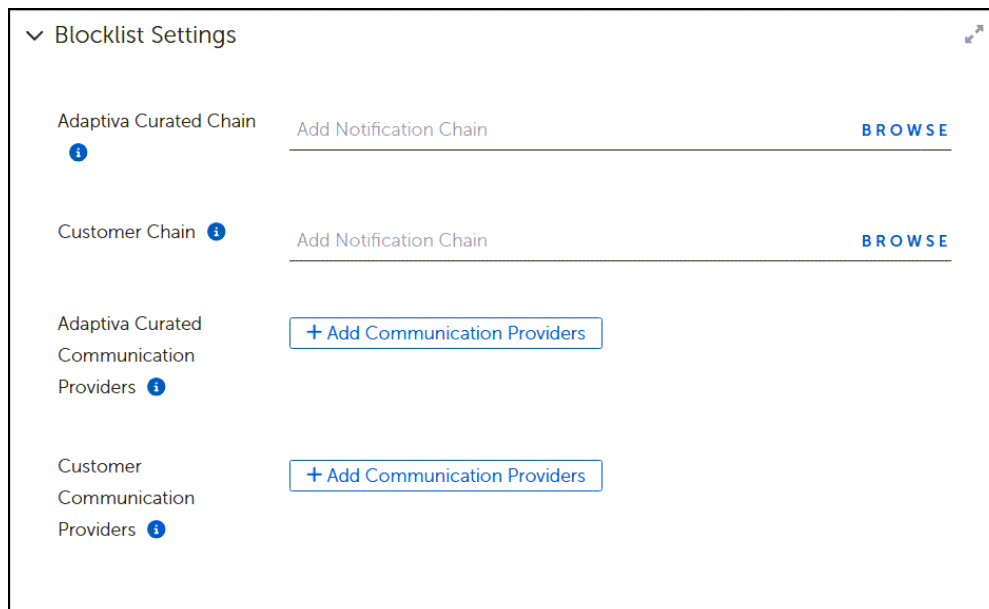 Blocklist Settings
Adaptiva Curated Chain
Add Notification Chain
BROWSE
Customer Chain
Add Notification Chain
BROWSE
Adaptiva Curated
Communication
Providers
+ Add Communication Providers
Customer
Communication
Providers
+ Add Communication Providers